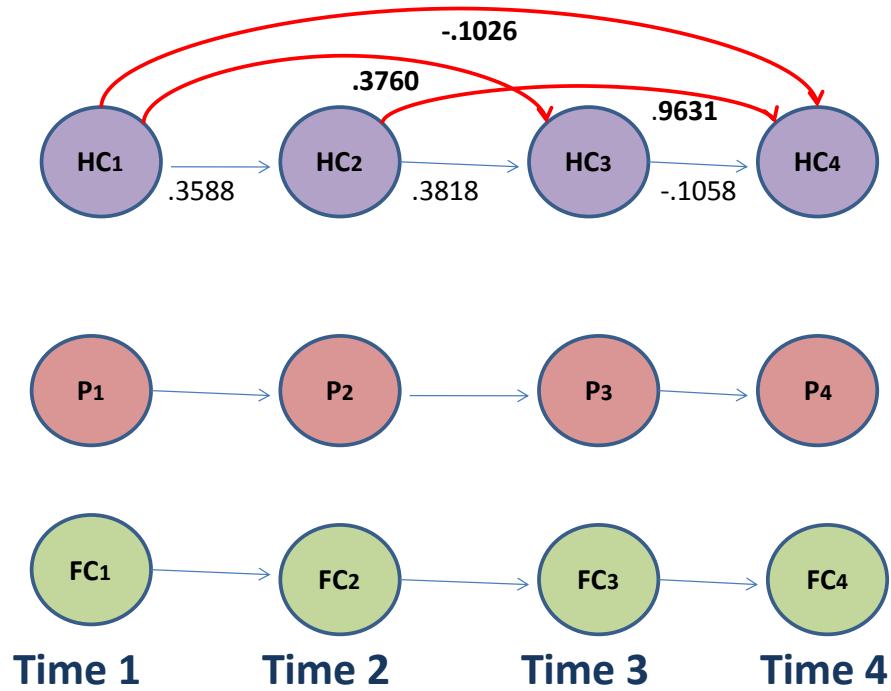 -.1026
.3760
.9631
HC1 HC2 HC3 HC4
.3588 .3818 -.1058
P1 P2 P3 P4
FC1 FC2 FC3 FC4
Time 1 Time 2 Time 3 Time 4